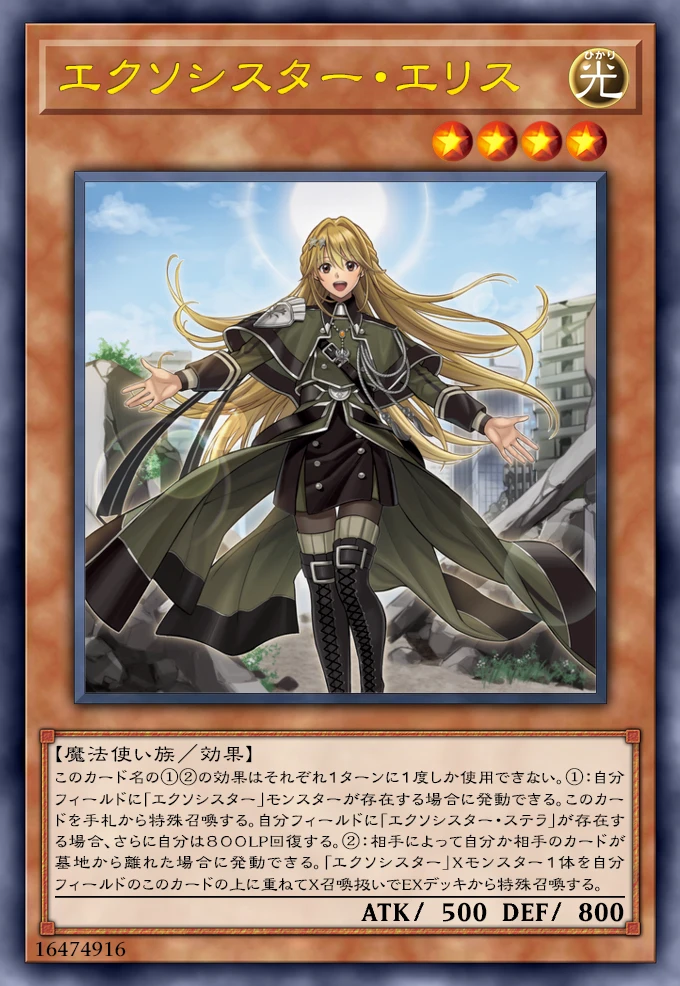 エクソシスター・エリス
ひかり
光
【魔法使い族／効果】
このカード名の①②の効果はそれぞれ１ターンに１度しか使用できない。①：自分
フィールドに「エクソシスター」モンスターが存在する場合に発動できる。このカー
ドを手札から特殊召喚する。自分フィールドに「エクソシスター・ステラ」が存在す
る場合、さらに自分は８００LP回復する。②：相手によって自分か相手のカードが
墓地から離れた場合に発動できる。「エクソシスター」Xモンスター１体を自分
フィールドのこのカードの上に重ねてX召喚扱いでEXデッキから特殊召喚する。
ATK/ 500 DEF/ 800
16474916